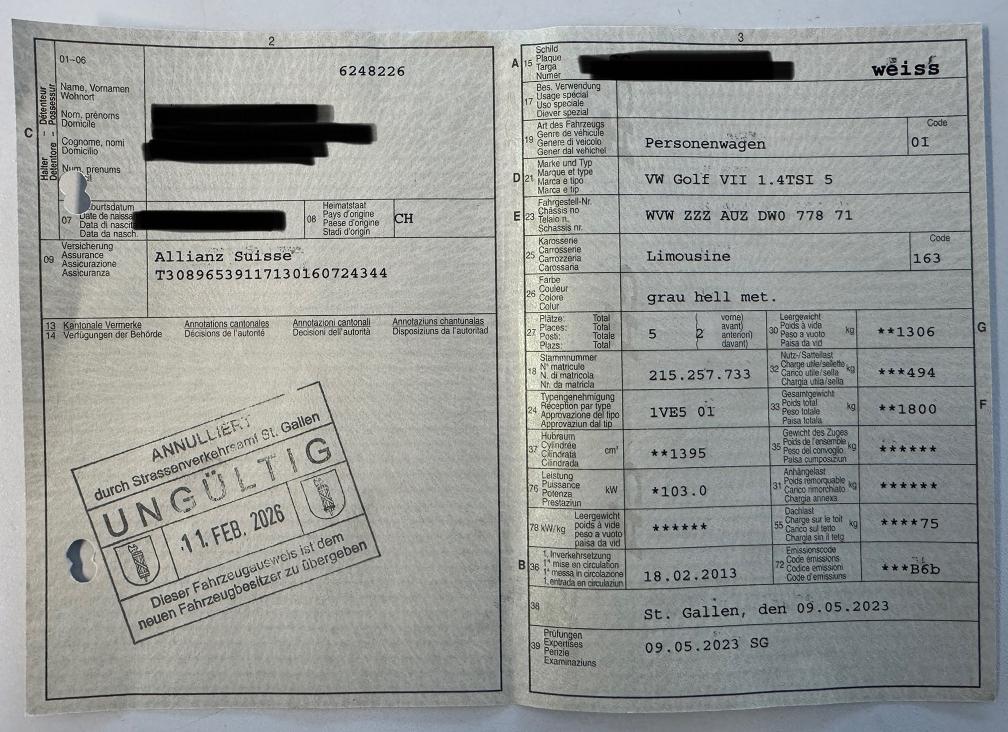 2
01-06
6248226
Détenteur
Possessur
C
Halter
Detentore
Name, Vornamen
Wohnort
Nom, prénoms
Domicile
Cognome, nomi
Domicilio
Num, prenums
07
Date de naissa
Data di nascit
Data da nasch.
08
Heimatstaat
Pays d'origine
Paese d'origine
Stadi d'origin
CH
09
Versicherung
Assurance
Assicurazione
Assicuranza
Allianz Suisse
T30896539117130160724344
13 Kantonale Vermerke
14 Verfügungen der Behörde
Annotations cantonales
Décisions de l'autorité
Annotazioni cantonali
Decisioni dell'autorità
Annotaziuns chantunalas
Disposiziuns da l'autoritad
ANNULLIERT
durch Strassenverkehrsamt St. Gallen
UNGÜLTIG
11. FEB. 2026
Dieser Fahrzeugausweis ist dem
neuen Fahrzeugbesitzer zu übergeben
3
A 15
Schild
Plaque
Targa
Numer
weiss
17
Bes. Verwendung
Usage spécial
Uso speciale
Diever spezial
19
Art des Fahrzeugs
Genre de véhicule
Genere di veicolo
Gener dal vehichel
Personenwagen
Code
01
D 21
Marke und Typ
Marque et type
Marca e tipo
Marca e tip
VW Golf VII 1.4TSI 5
E 23
Fahrgestell-Nr.
Châssis no
Telaio n.
Schassis nr.
WVW ZZZ AUZ DW0 778 71
25
Karosserie
Carrosserie
Carrozzeria
Carossaria
Limousine
Code
163
26
Farbe
Couleur
Colore
Colur
grau hell met.
27
Plätze: Total
Places: Total
Posti: Totale
Plazs: Total
5
( vorne)
( avant)
( anteriori)
( davant)
2
30
Leergewicht
Poids à vide
Peso a vuoto
Paisa da vid
kg
**1306
G
18
Stammnummer
N° matricule
N. di matricola
Nr. da matricla
215.257.733
32
Nutz-/Sattellast
Charge utile/sellette
Carico utile/sella
Chargia utila/sella
kg
***494
24
Typengenehmigung
Réception par type
Approvazione del tipo
Approvaziun dal tip
1VE5 01
33
Gesamtgewicht
Poids total
Peso totale
Paisa totala
kg
**1800
F
37
Hubraum
Cylindrée
Cilindrata
Cilindrada
cm³
**1395
35
Gewicht des Zuges
Poids de l'ensemble
Peso del convoglio
Paisa cumposiziun
kg
******
76
Leistung
Puissance
Potenza
Prestaziun
kW
*103.0
31
Anhängelast
Poids remorquable
Carico rimorchiato
Chargia annexa
kg
******
78 kW/kg
Leergewicht
poids à vide
peso a vuoto
paisa da vid
******
55
Dachlast
Charge sur le toit
Carico sul tetto
Chargia sin il tetg
kg
****75
B 36
1. Inverkehrsetzung
1re mise en circulation
1a messa in circolazione
1. entrada en circulaziun
18.02.2013
72
Emissionscode
Code émissions
Codice emissioni
Code d'emissiuns
***B6b
38
St. Gallen, den 09.05.2023
39
Prüfungen
Expertises
Perizie
Examinaziuns
09.05.2023 SG